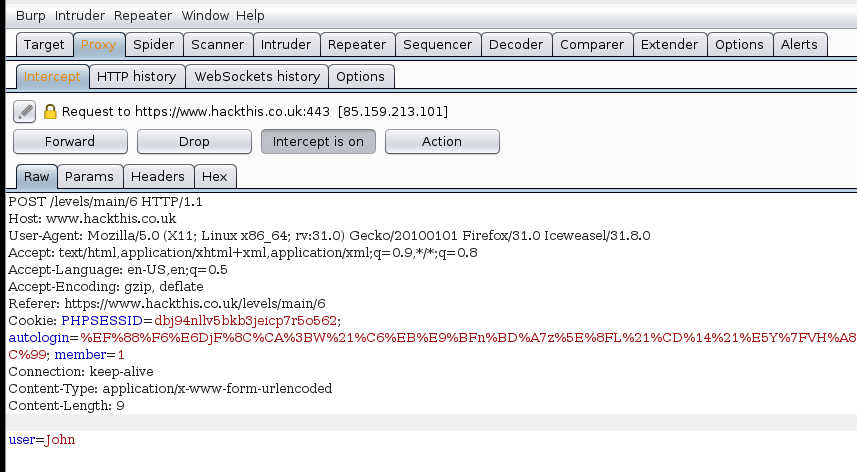 Burp Intruder Repeater Window Help
Target Proxy Spider Scanner Intruder Repeater Sequencer Decoder Comparer Extender Options Alerts
Intercept HTTP history WebSockets history Options
Request to https://www.hackthis.co.uk:443 [85.159.213.101]
Forward Drop Intercept is on Action
Raw Params Headers Hex
POST /levels/main/6 HTTP/1.1
Host: www.hackthis.co.uk
User-Agent: Mozilla/5.0 (X11; Linux x86_64; rv:31.0) Gecko/20100101 Firefox/31.0 Iceweasel/31.8.0
Accept: text/html,application/xhtml+xml,application/xml;q=0.9,*/*;q=0.8
Accept-Language: en-US,en;q=0.5
Accept-Encoding: gzip, deflate
Referer: https://www.hackthis.co.uk/levels/main/6
Cookie: PHPSESSID=dbj94nllv5bkb3jeicp7r5o562;
autologin=%EF%88%F6%E6DjF%8C%CA%3BW%21%C6%EB%E9%BFn%BD%A7z%5E%8FL%21%CD%14%21%E5Y%7FVH%A8
C%99; member=1
Connection: keep-alive
Content-Type: application/x-www-form-urlencoded
Content-Length: 9
user=John